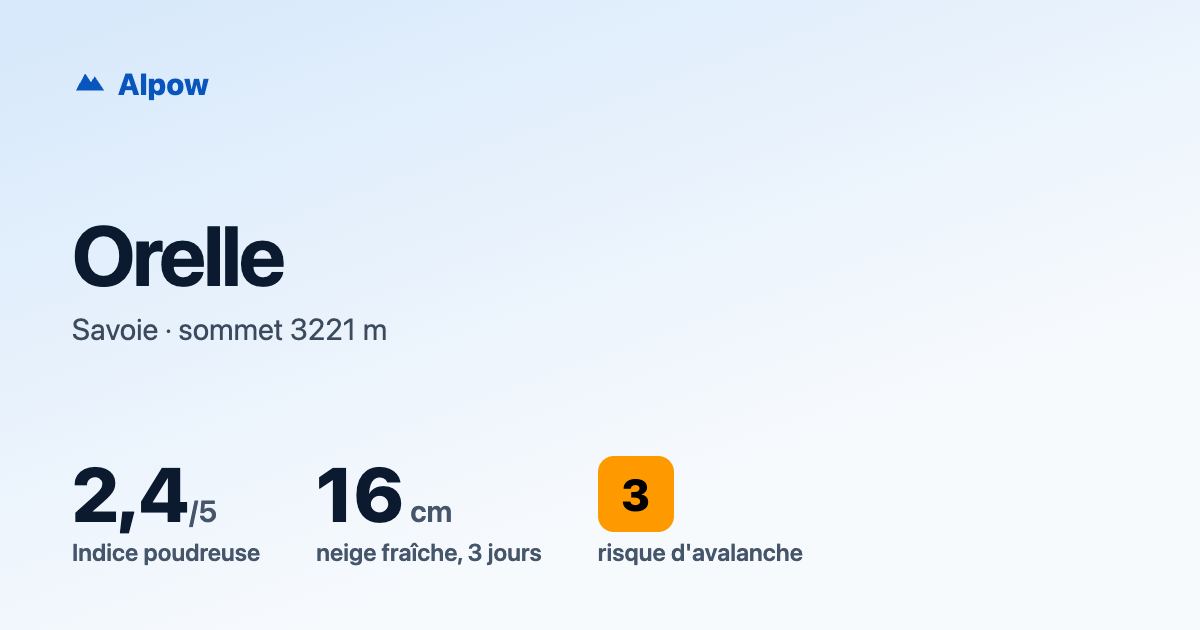 Alpow
Orelle
Savoie · sommet 3221 m
2,4/5
Indice poudreuse
16 cm
neige fraîche, 3 jours
3
risque d'avalanche